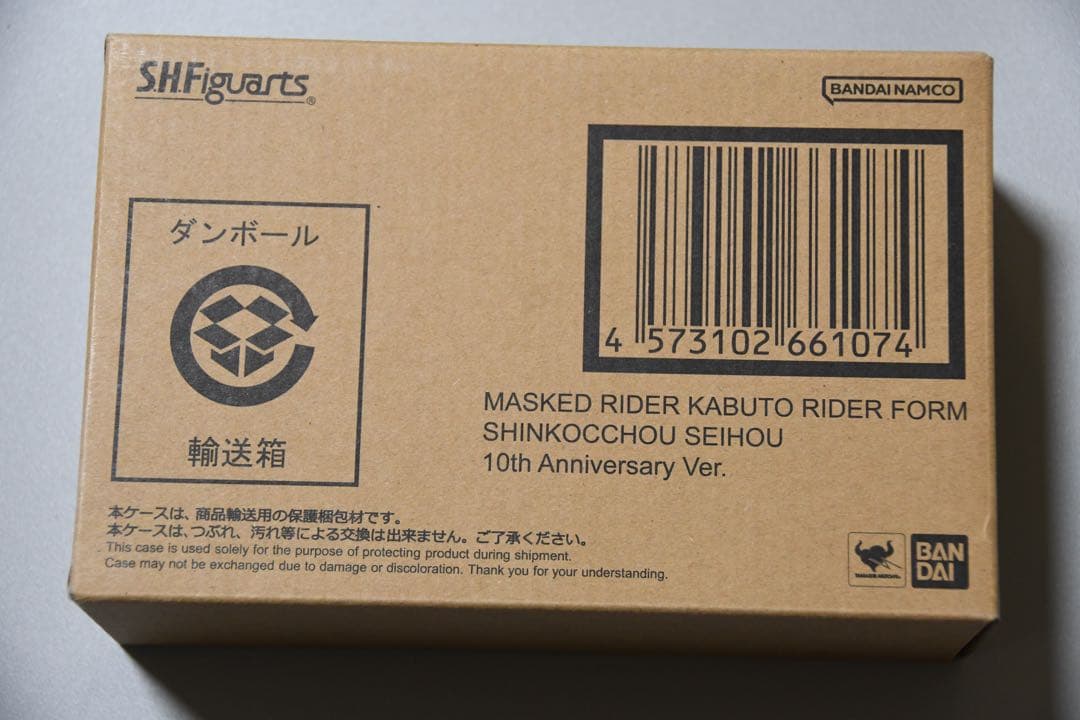 S.H.Figuarts®
BANDAI NAMCO
ダンボール
輸送箱
4 573102 661074
MASKED RIDER KABUTO RIDER FORM
SHINKOCCHOU SEIHOU
10th Anniversary Ver.
本ケースは、商品輸送用の保護梱包材です。
本ケースは、つぶれ、汚れ等による交換は出来ません。ご了承ください。
This case is used solely for the purpose of protecting product during shipment.
Case may not be exchanged due to damage or discoloration. Thank you for your understanding.
TAMASHII NATIONS
BAN
DAI